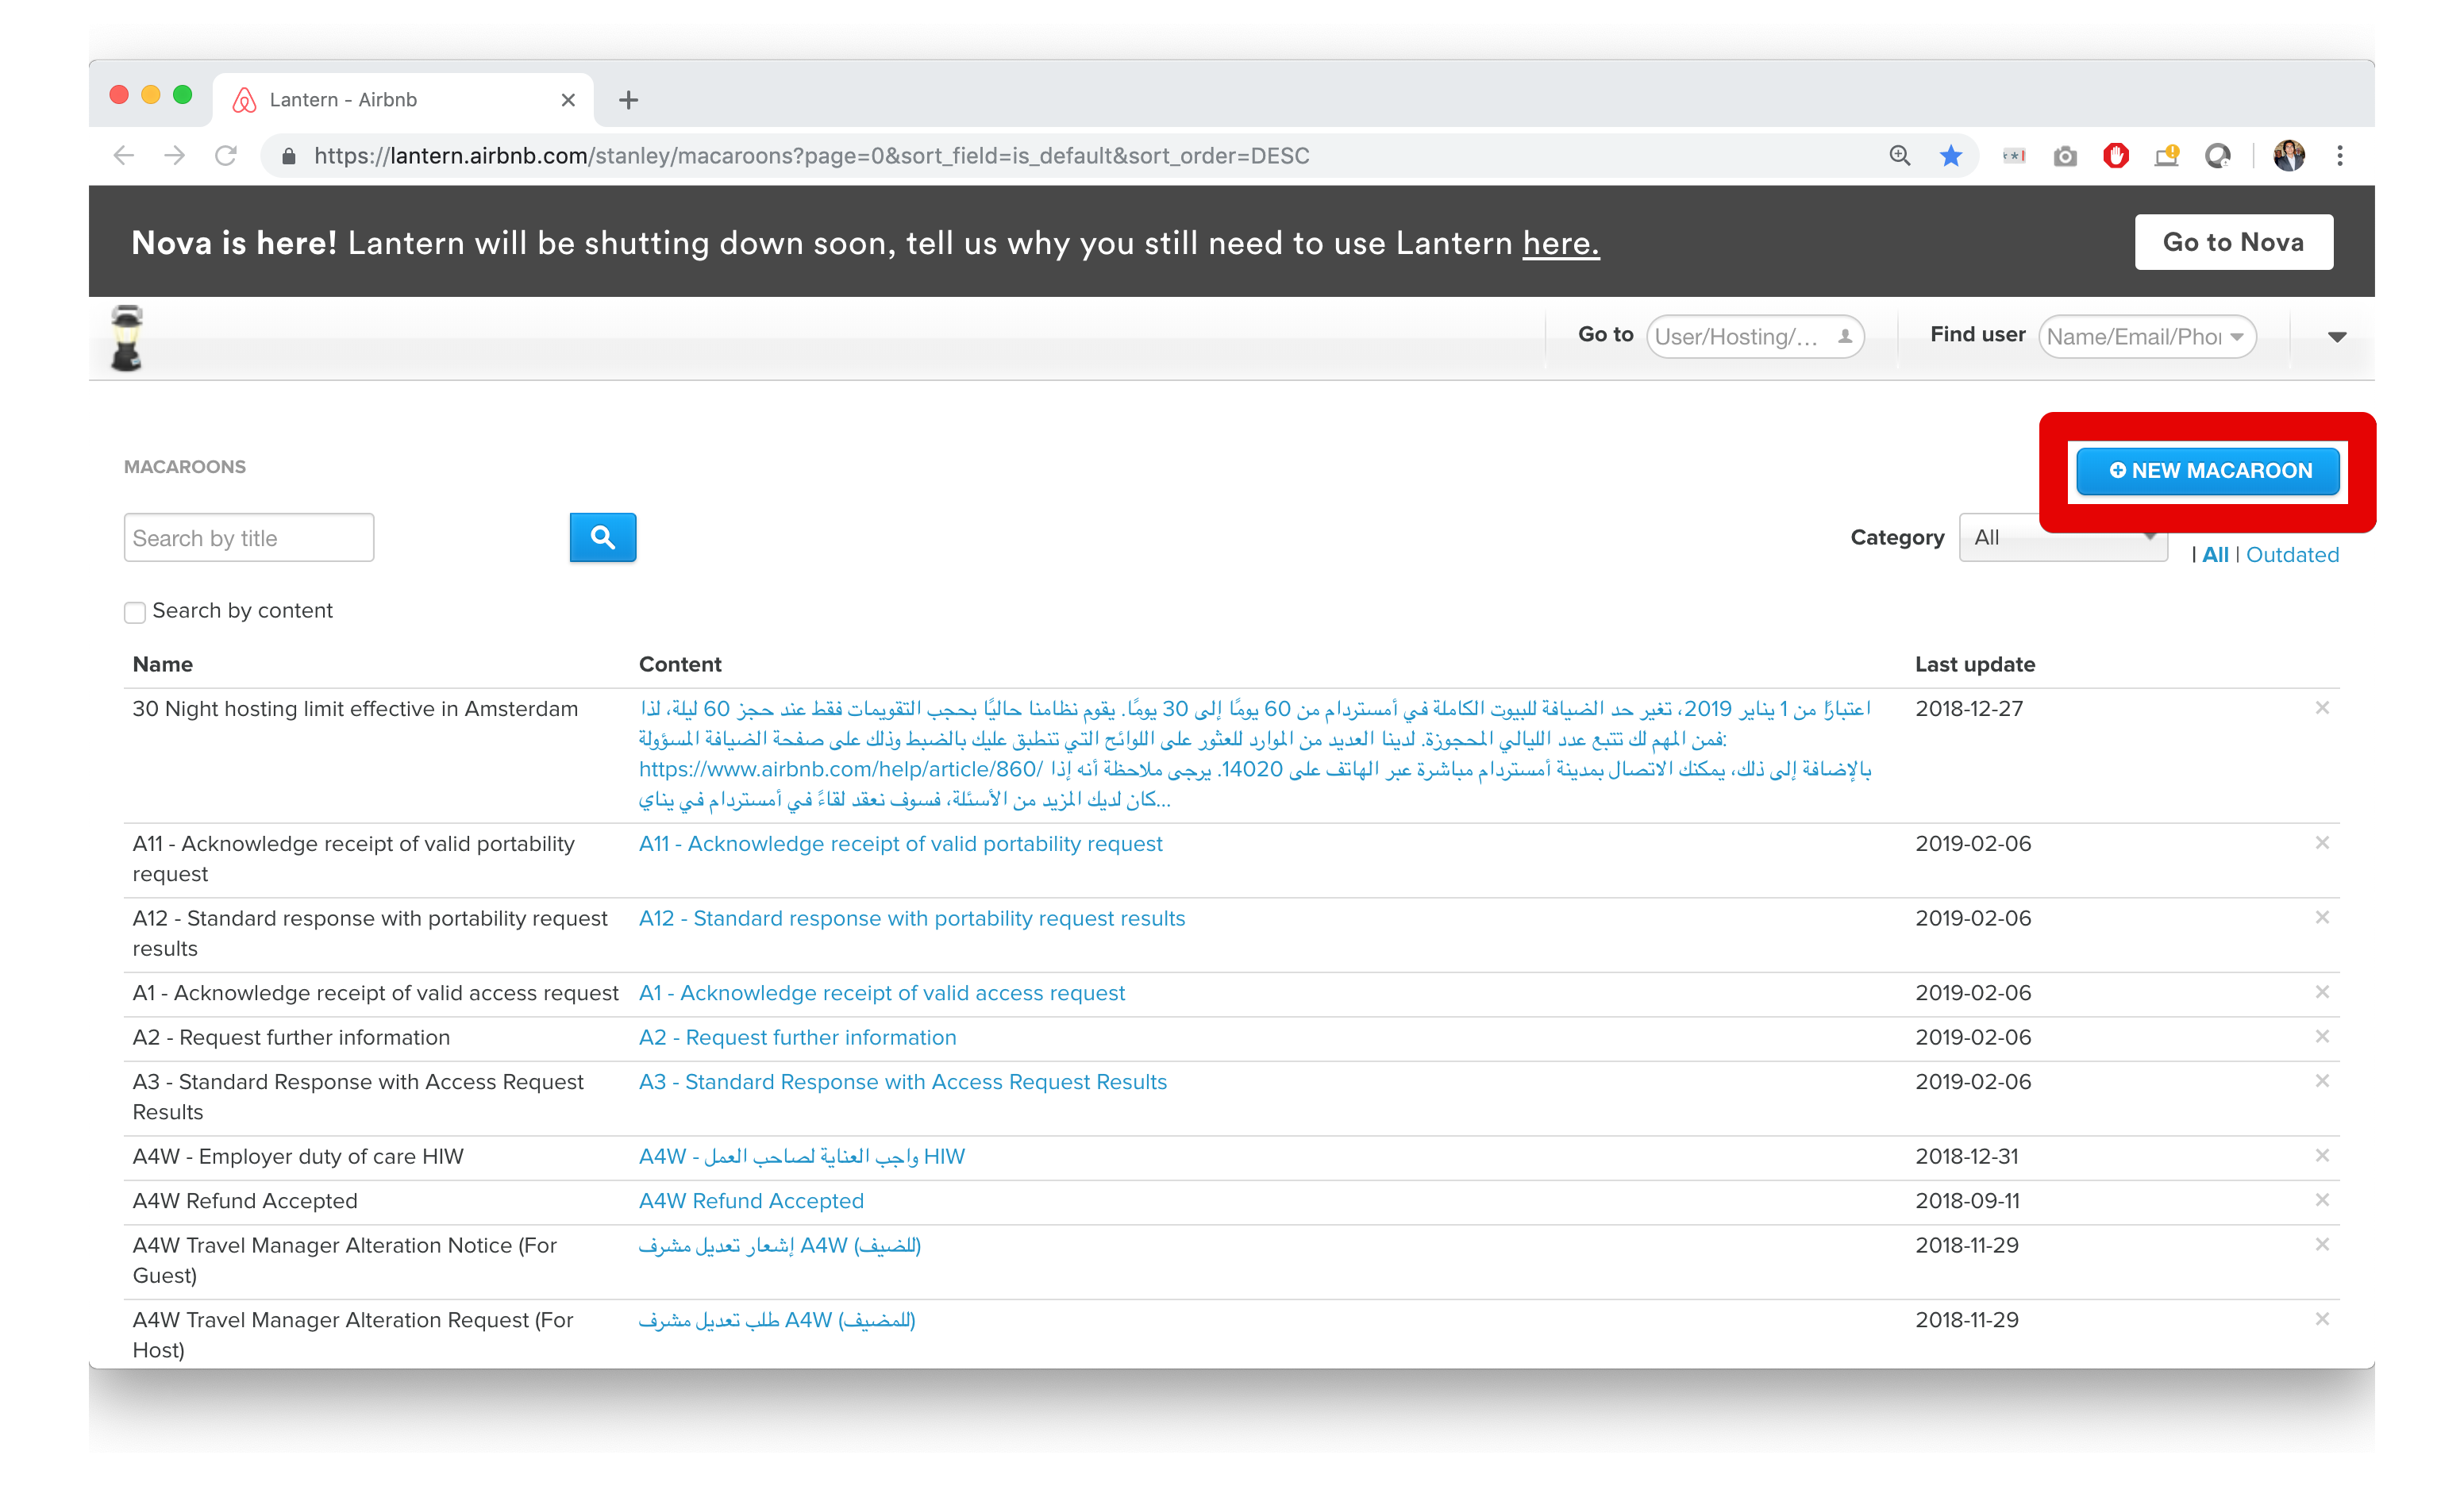 Lantern - Airbnb
https://lantern.airbnb.com/stanley/macaroons?page=0&sort_field=is_default&sort_order=DESC
Nova is here! Lantern will be shutting down soon, tell us why you still need to use Lantern here.
Go to Nova
Go to User/Hosting/... Find user Name/Email/Phor
MACAROONS
NEW MACAROON
Search by title
Category All | All | Outdated
Search by content
Name Content Last update
30 Night hosting limit effective in Amsterdam
اعتبارًا من 1 يناير 2019، تغير حد الضيافة للبيوت الكاملة في أمستردام من 60 يومًا إلى 30 يومًا. يقوم نظامنا حاليًا بحجب التقويمات فقط عند حجز 60 ليلة، لذا
فمن المهم لك تتبع عدد الليالي المحجوزة. لدينا العديد من الموارد للعثور على اللوائح التي تنطبق عليك بالضبط وذلك على صفحة الضيافة المسؤولة:
https://www.airbnb.com/help/article/860/ بالإضافة إلى ذلك، يمكنك الاتصال بمدينة أمستردام مباشرة عبر الهاتف على 14020. يرجى ملاحظة أنه إذا
كان لديك المزيد من الأسئلة، فسوف نعقد لقاءً في أمستردام في يناي...
2018-12-27
A11 - Acknowledge receipt of valid portability
request
A11 - Acknowledge receipt of valid portability request
2019-02-06
A12 - Standard response with portability request
results
A12 - Standard response with portability request results
2019-02-06
A1 - Acknowledge receipt of valid access request
A1 - Acknowledge receipt of valid access request
2019-02-06
A2 - Request further information
A2 - Request further information
2019-02-06
A3 - Standard Response with Access Request
Results
A3 - Standard Response with Access Request Results
2019-02-06
A4W - Employer duty of care HIW
A4W - واجب العناية لصاحب العمل HIW
2018-12-31
A4W Refund Accepted
A4W Refund Accepted
2018-09-11
A4W Travel Manager Alteration Notice (For
Guest)
إشعار تعديل مشرف A4W (للضيف)
2018-11-29
A4W Travel Manager Alteration Request (For
Host)
طلب تعديل مشرف A4W (للمضيف)
2018-11-29